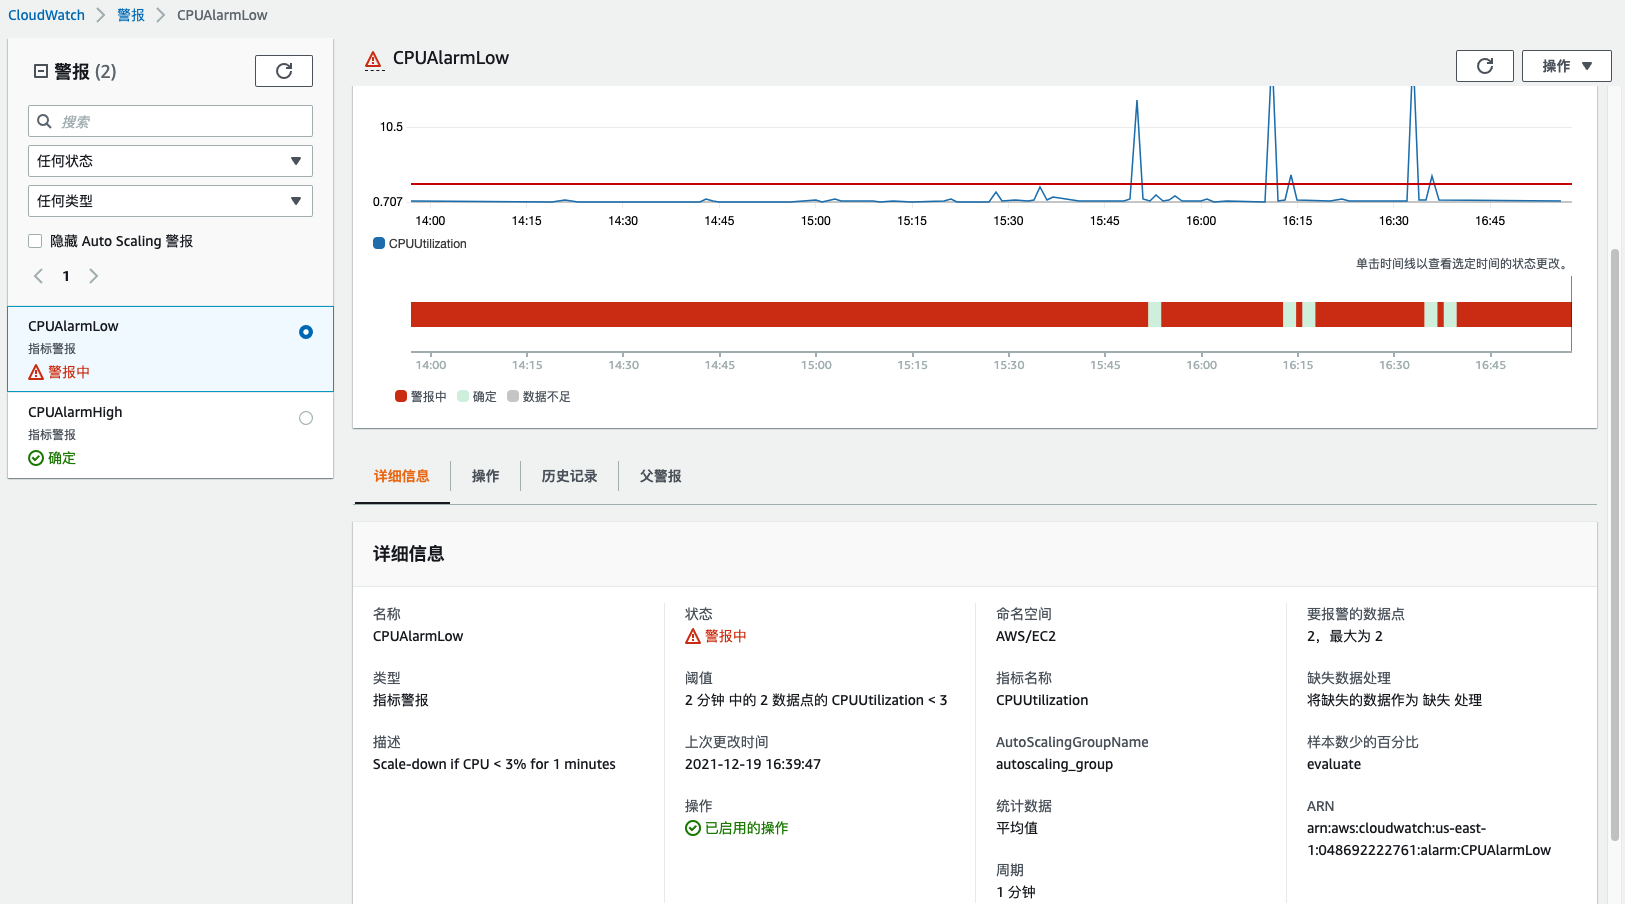 CloudWatch > 警报 > CPUAlarmLow
警报 (2)
搜索
任何状态
任何类型
隐藏 Auto Scaling 警报
1
CPUAlarmLow
指标警报
警报中
CPUAlarmHigh
指标警报
确定
CPUAlarmLow
操作
10.5
0.707
14:00 14:15 14:30 14:45 15:00 15:15 15:30 15:45 16:00 16:15 16:30 16:45
CPUUtilization
单击时间线以查看选定时间的状态更改。
14:00 14:15 14:30 14:45 15:00 15:15 15:30 15:45 16:00 16:15 16:30 16:45
警报中 确定 数据不足
详细信息 操作 历史记录 父警报
详细信息
名称
CPUAlarmLow
类型
指标警报
描述
Scale-down if CPU < 3% for 1 minutes
状态
警报中
阈值
2 分钟 中的 2 数据点的 CPUUtilization < 3
上次更改时间
2021-12-19 16:39:47
操作
已启用的操作
命名空间
AWS/EC2
指标名称
CPUUtilization
AutoScalingGroupName
autoscaling_group
统计数据
平均值
周期
1 分钟
要报警的数据点
2，最大为 2
缺失数据处理
将缺失的数据作为 缺失 处理
样本数少的百分比
evaluate
ARN
arn:aws:cloudwatch:us-east-
1:048692222761:alarm:CPUAlarmLow